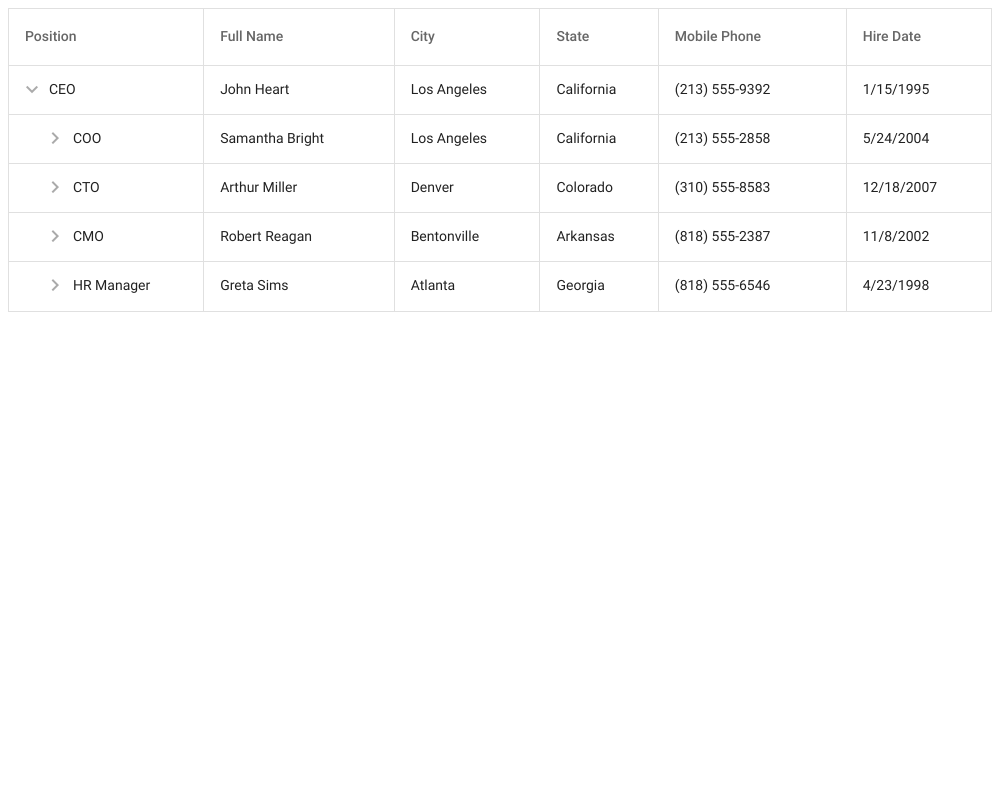 Position Full Name City State Mobile Phone Hire Date
CEO John Heart Los Angeles California (213) 555-9392 1/15/1995
COO Samantha Bright Los Angeles California (213) 555-2858 5/24/2004
CTO Arthur Miller Denver Colorado (310) 555-8583 12/18/2007
CMO Robert Reagan Bentonville Arkansas (818) 555-2387 11/8/2002
HR Manager Greta Sims Atlanta Georgia (818) 555-6546 4/23/1998